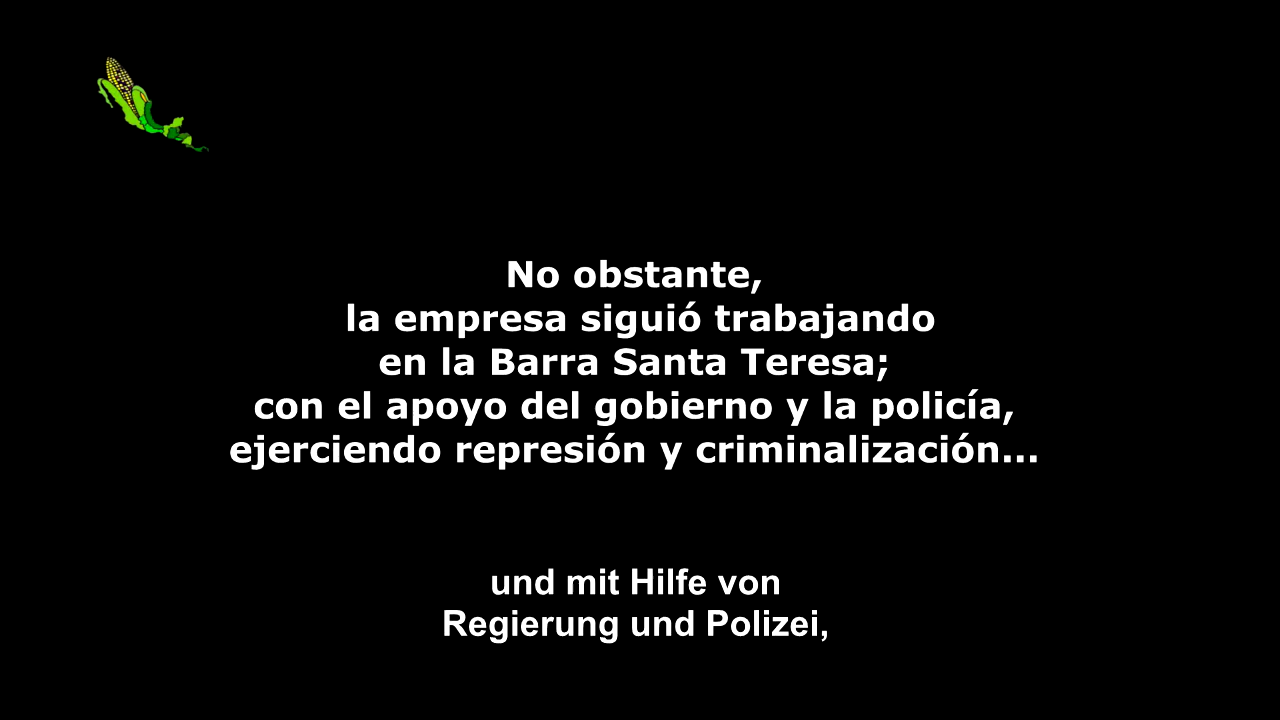 No obstante,
la empresa siguió trabajando
en la Barra Santa Teresa;
con el apoyo del gobierno y la policía,
ejerciendo represión y criminalización...
und mit Hilfe von
Regierung und Polizei,